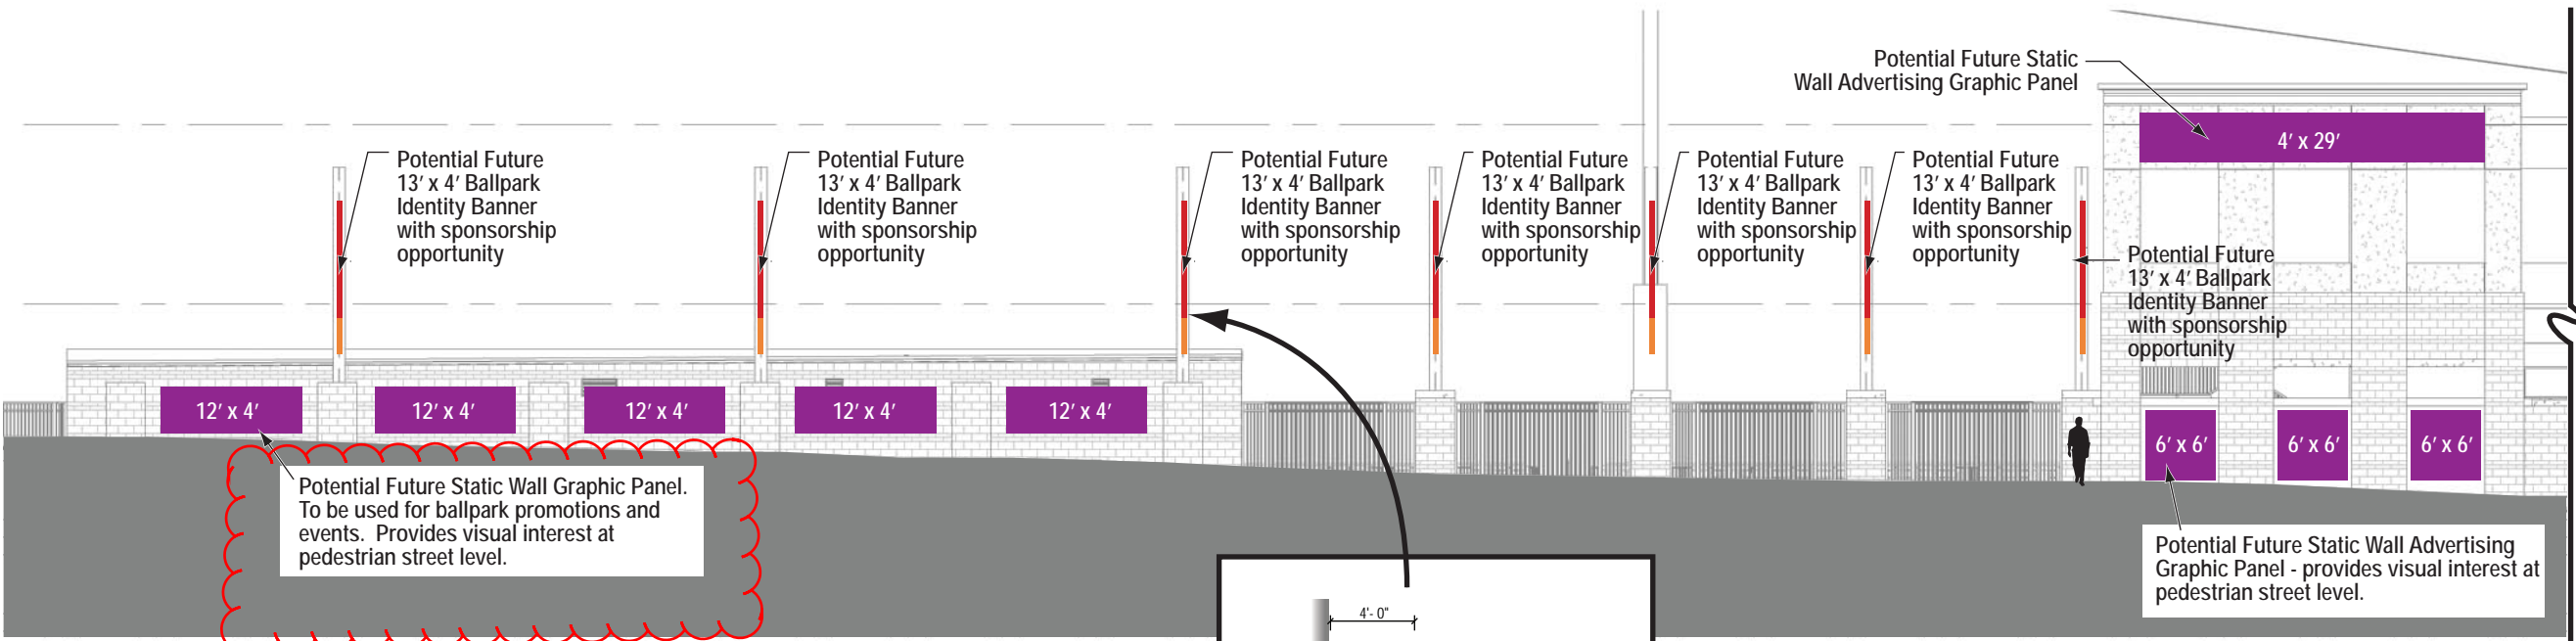 Potential Future Static
Wall Advertising Graphic Panel
4' x 29'
Potential Future
13' x 4' Ballpark
Identity Banner
with sponsorship
opportunity
Potential Future
13' x 4' Ballpark
Identity Banner
with sponsorship
opportunity
Potential Future
13' x 4' Ballpark
Identity Banner
with sponsorship
opportunity
Potential Future
13' x 4' Ballpark
Identity Banner
with sponsorship
opportunity
Potential Future
13' x 4' Ballpark
Identity Banner
with sponsorship
opportunity
Potential Future
13' x 4' Ballpark
Identity Banner
with sponsorship
opportunity
Potential Future
13' x 4' Ballpark
Identity Banner
with sponsorship
opportunity
12' x 4'
12' x 4'
12' x 4'
12' x 4'
12' x 4'
6' x 6'
6' x 6'
6' x 6'
Potential Future Static Wall Graphic Panel.
To be used for ballpark promotions and
events. Provides visual interest at
pedestrian street level.
Potential Future Static Wall Advertising
Graphic Panel - provides visual interest at
pedestrian street level.
4'- 0"